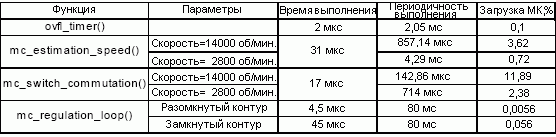 Функция Параметры Время выполнения Периодичность выполнения Загрузка МК,%
ovfl_timer() 2 мкс 2,05 мс 0,1
mc_estimation_speed() Скорость=14000 об/мин. 31 мкс 857,14 мкс 3,62
Скорость= 2800 об/мин. 4,29 мс 0,72
mc_switch_commutation() Скорость=14000 об/мин. 17 мкс 142,86 мкс 11,89
Скорость= 2800 об/мин. 714 мкс 2,38
mc_regulation_loop() Разомкнутый контур 4,5 мкс 80 мс 0,0056
Замкнутый контур 45 мкс 80 мс 0,056